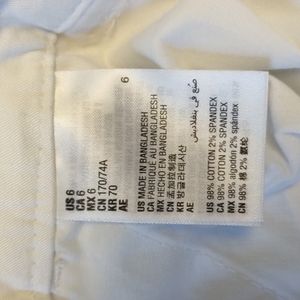 US 6
CA 6
MX 6
CN 170/74A
KR 70
AE
6
US MADE IN BANGLADESH
CA FABRIQUÉ AU BANGLADESH
MX HECHO EN BANGLADESH
CN 孟加拉制造
KR 방글라데시산
AE صنع في بنغلاديش
US 98% COTTON 2% SPANDEX
CA 98% COTON 2% SPANDEX
MX 98% algodón 2% spandex
CN 98% 棉 2% 氨纶